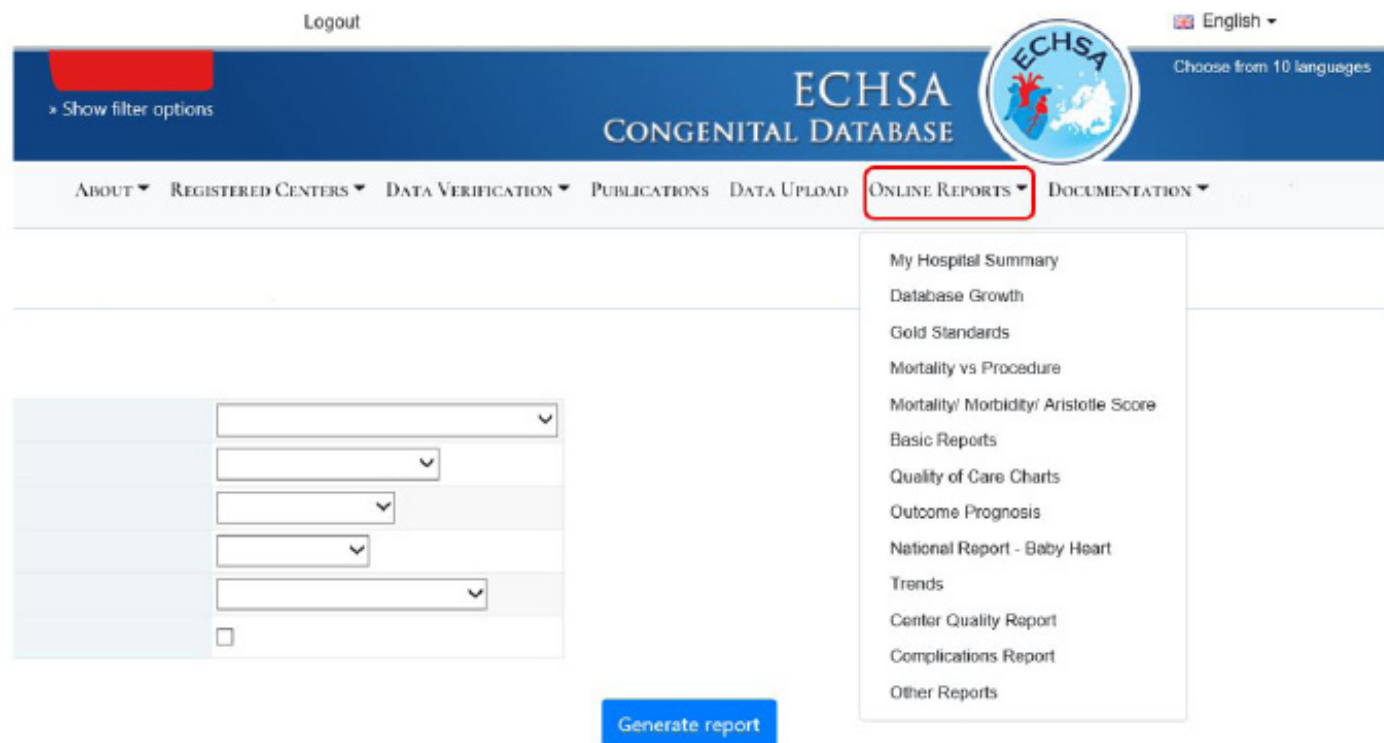 Logout
English
Choose from 10 languages
» Show filter options
ECHSA
CONGENITAL DATABASE
ECHSA
ABOUT REGISTERED CENTERS DATA VERIFICATION PUBLICATIONS DATA UPLOAD ONLINE REPORTS DOCUMENTATION
My Hospital Summary
Database Growth
Gold Standards
Mortality vs Procedure
Mortality/ Morbidity/ Aristotle Score
Basic Reports
Quality of Care Charts
Outcome Prognosis
National Report - Baby Heart
Trends
Center Quality Report
Complications Report
Other Reports
Generate report